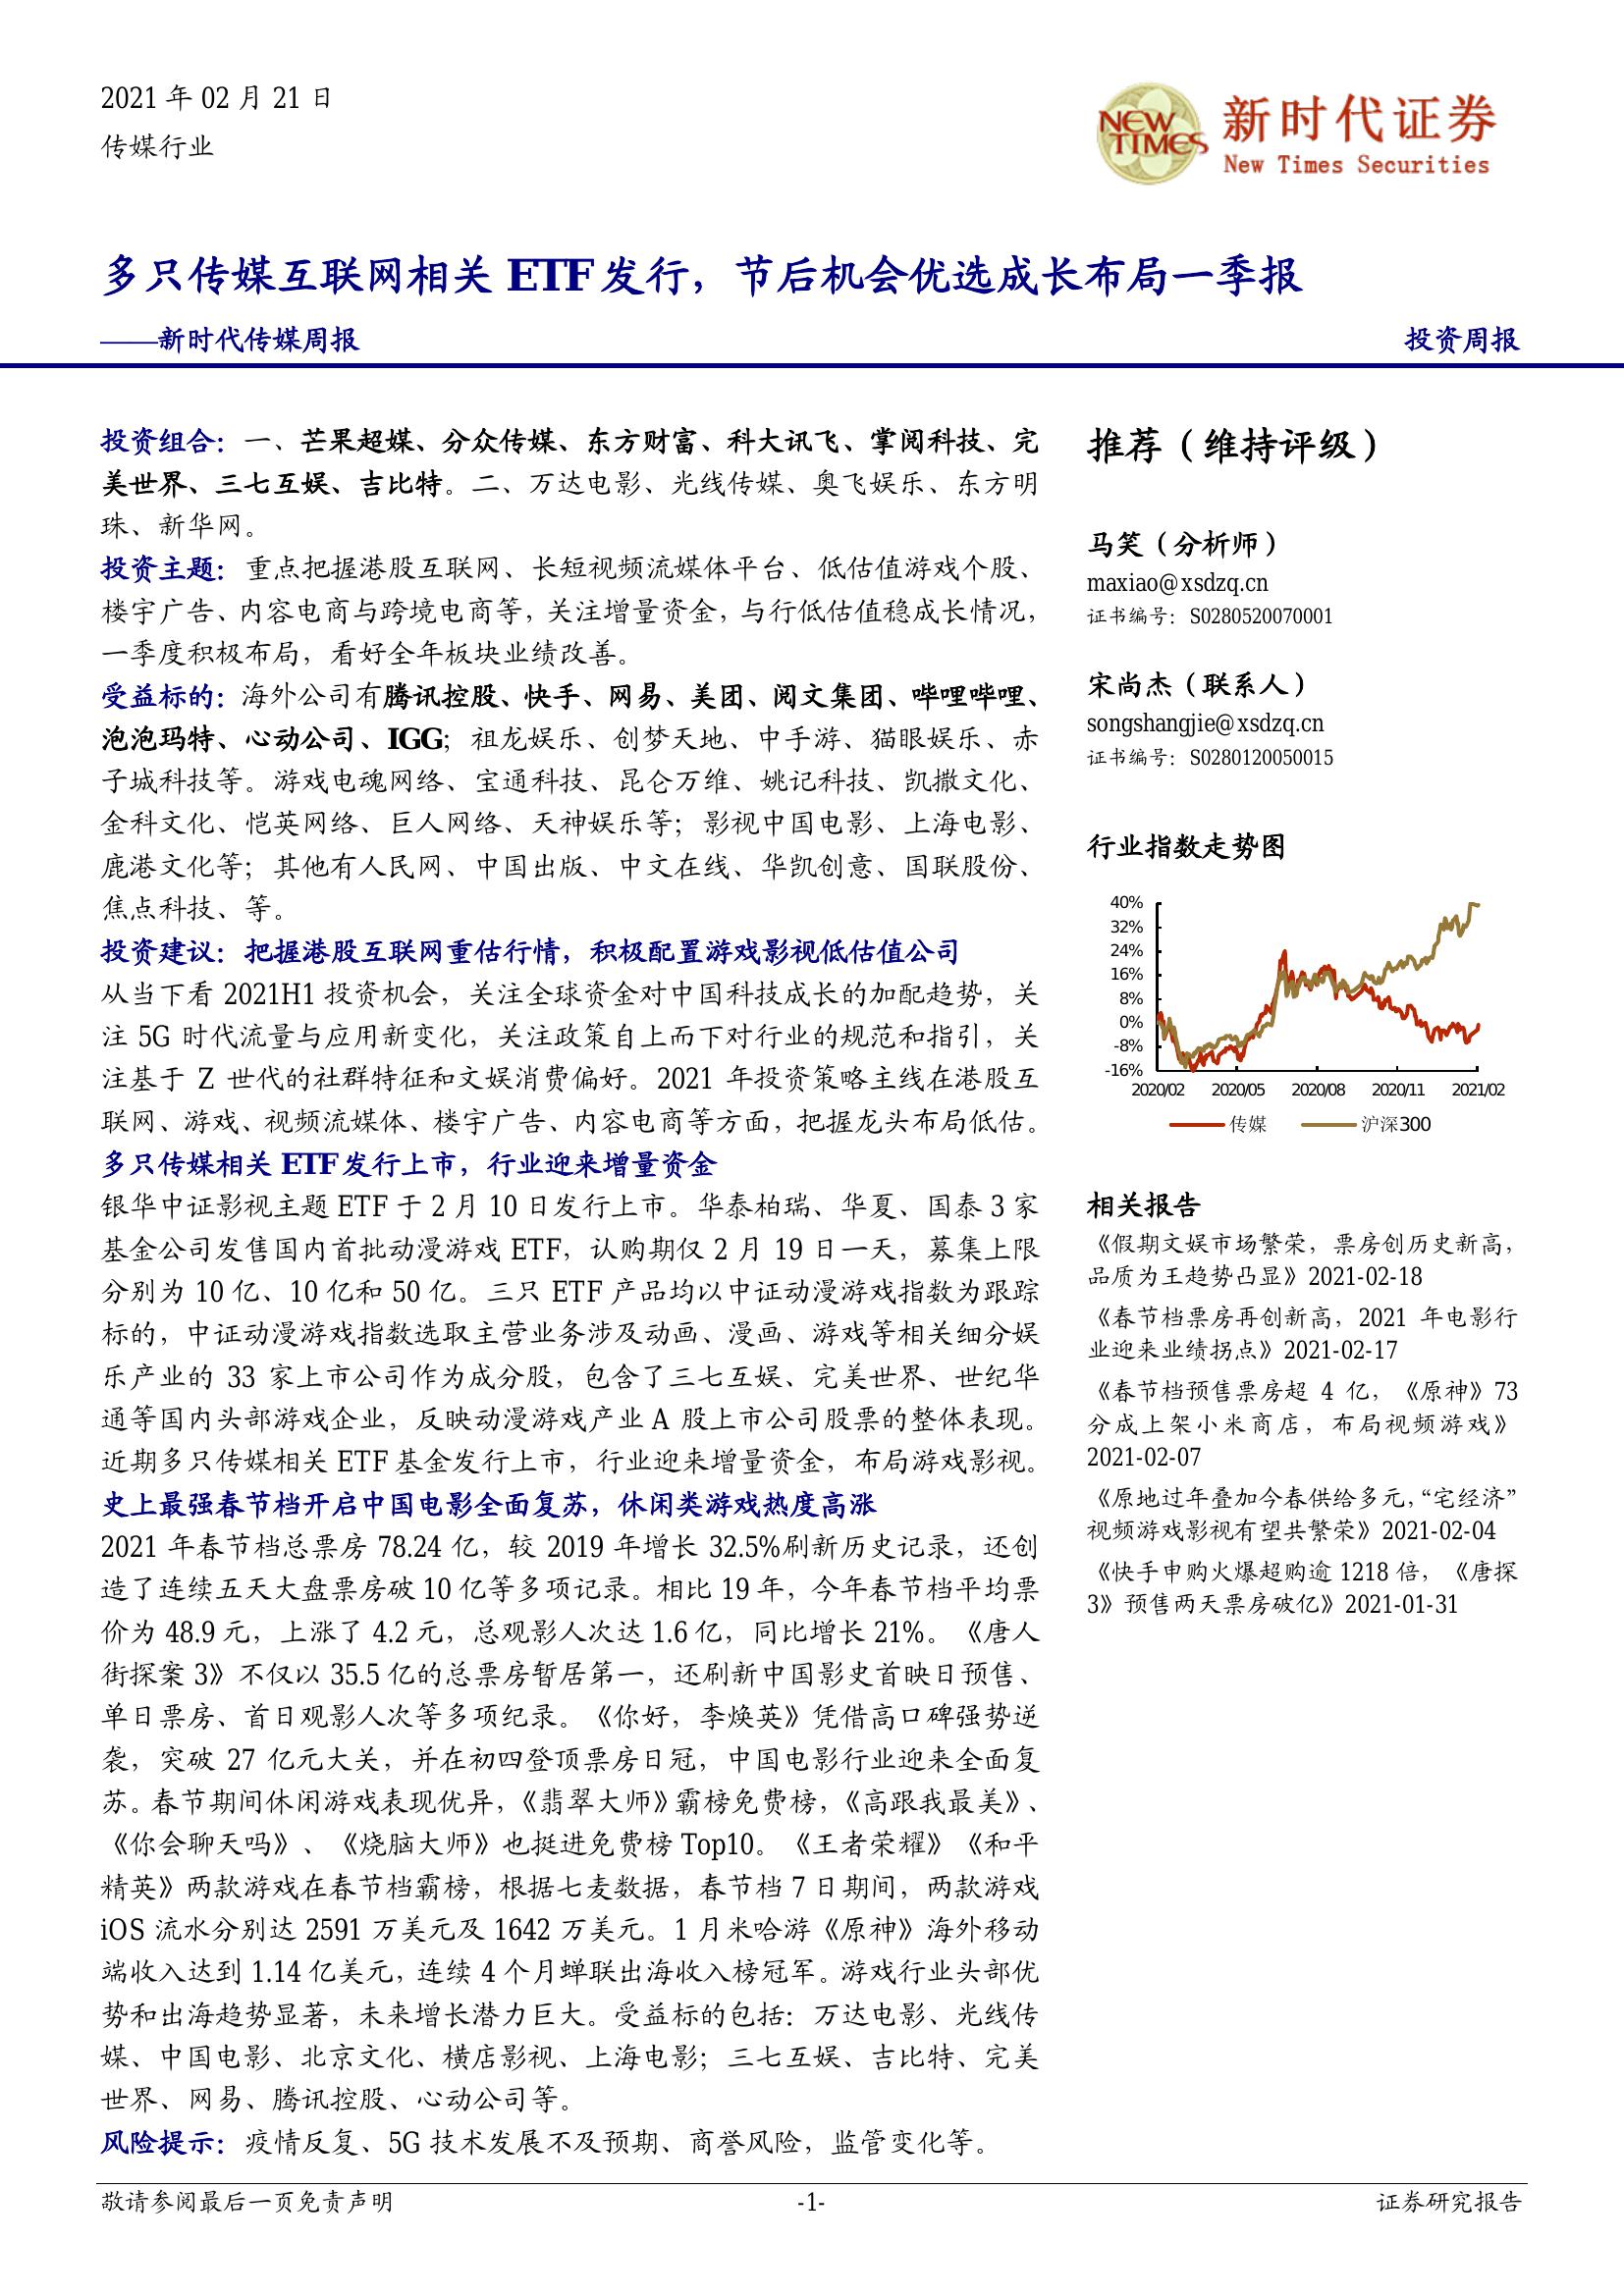 2021 年 02 月 21 日
传媒行业
NEW TIMES
新时代证券
New Times Securities
多只传媒互联网相关 ETF 发行，节后机会优选成长布局一季报
——新时代传媒周报
投资周报
投资组合：一、芒果超媒、分众传媒、东方财富、科大讯飞、掌阅科技、完
美世界、三七互娱、吉比特。二、万达电影、光线传媒、奥飞娱乐、东方明
珠、新华网。
投资主题：重点把握港股互联网、长短视频流媒体平台、低估值游戏个股、
楼宇广告、内容电商与跨境电商等，关注增量资金，与行低估值稳成长情况，
一季度积极布局，看好全年板块业绩改善。
受益标的：海外公司有腾讯控股、快手、网易、美团、阅文集团、哔哩哔哩、
泡泡玛特、心动公司、IGG；祖龙娱乐、创梦天地、中手游、猫眼娱乐、赤
子城科技等。游戏电魂网络、宝通科技、昆仑万维、姚记科技、凯撒文化、
金科文化、恺英网络、巨人网络、天神娱乐等；影视中国电影、上海电影、
鹿港文化等；其他有人民网、中国出版、中文在线、华凯创意、国联股份、
焦点科技、等。
投资建议：把握港股互联网重估行情，积极配置游戏影视低估值公司
从当下看 2021H1 投资机会，关注全球资金对中国科技成长的加配趋势，关
注 5G 时代流量与应用新变化，关注政策自上而下对行业的规范和指引，关
注基于 Z 世代的社群特征和文娱消费偏好。2021 年投资策略主线在港股互
联网、游戏、视频流媒体、楼宇广告、内容电商等方面，把握龙头布局低估。
多只传媒相关 ETF 发行上市，行业迎来增量资金
银华中证影视主题 ETF 于 2 月 10 日发行上市。华泰柏瑞、华夏、国泰 3 家
基金公司发售国内首批动漫游戏 ETF，认购期仅 2 月 19 日一天，募集上限
分别为 10 亿、10 亿和 50 亿。三只 ETF 产品均以中证动漫游戏指数为跟踪
标的，中证动漫游戏指数选取主营业务涉及动画、漫画、游戏等相关细分娱
乐产业的 33 家上市公司作为成分股，包含了三七互娱、完美世界、世纪华
通等国内头部游戏企业，反映动漫游戏产业 A 股上市公司股票的整体表现。
近期多只传媒相关 ETF 基金发行上市，行业迎来增量资金，布局游戏影视。
史上最强春节档开启中国电影全面复苏，休闲类游戏热度高涨
2021 年春节档总票房 78.24 亿，较 2019 年增长 32.5%刷新历史记录，还创
造了连续五天大盘票房破 10 亿等多项记录。相比 19 年，今年春节档平均票
价为 48.9 元，上涨了 4.2 元，总观影人次达 1.6 亿，同比增长 21%。《唐人
街探案 3》不仅以 35.5 亿的总票房暂居第一，还刷新中国影史首映日预售、
单日票房、首日观影人次等多项纪录。《你好，李焕英》凭借高口碑强势逆
袭，突破 27 亿元大关，并在初四登顶票房日冠，中国电影行业迎来全面复
苏。春节期间休闲游戏表现优异，《翡翠大师》霸榜免费榜，《高跟我最美》、
《你会聊天吗》、《烧脑大师》也挺进免费榜 Top10。《王者荣耀》《和平
精英》两款游戏在春节档霸榜，根据七麦数据，春节档 7 日期间，两款游戏
iOS 流水分别达 2591 万美元及 1642 万美元。1 月米哈游《原神》海外移动
端收入达到 1.14 亿美元，连续 4 个月蝉联出海收入榜冠军。游戏行业头部优
势和出海趋势显著，未来增长潜力巨大。受益标的包括：万达电影、光线传
媒、中国电影、北京文化、横店影视、上海电影；三七互娱、吉比特、完美
世界、网易、腾讯控股、心动公司等。
风险提示：疫情反复、5G 技术发展不及预期、商誉风险，监管变化等。
推荐（维持评级）
马笑（分析师）
maxiao@xsdzq.cn
证书编号：S0280520070001
宋尚杰（联系人）
songshangjie@xsdzq.cn
证书编号：S0280120050015
行业指数走势图
40%
32%
24%
16%
8%
0%
-8%
-16%
2020/02 2020/05 2020/08 2020/11 2021/02
传媒 沪深300
相关报告
《假期文娱市场繁荣，票房创历史新高，
品质为王趋势凸显》2021-02-18
《春节档票房再创新高，2021 年电影行
业迎来业绩拐点》2021-02-17
《春节档预售票房超 4 亿，《原神》73
分成上架小米商店，布局视频游戏》
2021-02-07
《原地过年叠加今春供给多元，“宅经济”
视频游戏影视有望共繁荣》2021-02-04
《快手申购火爆超购逾 1218 倍，《唐探
3》预售两天票房破亿》2021-01-31
敬请参阅最后一页免责声明
-1-
证券研究报告